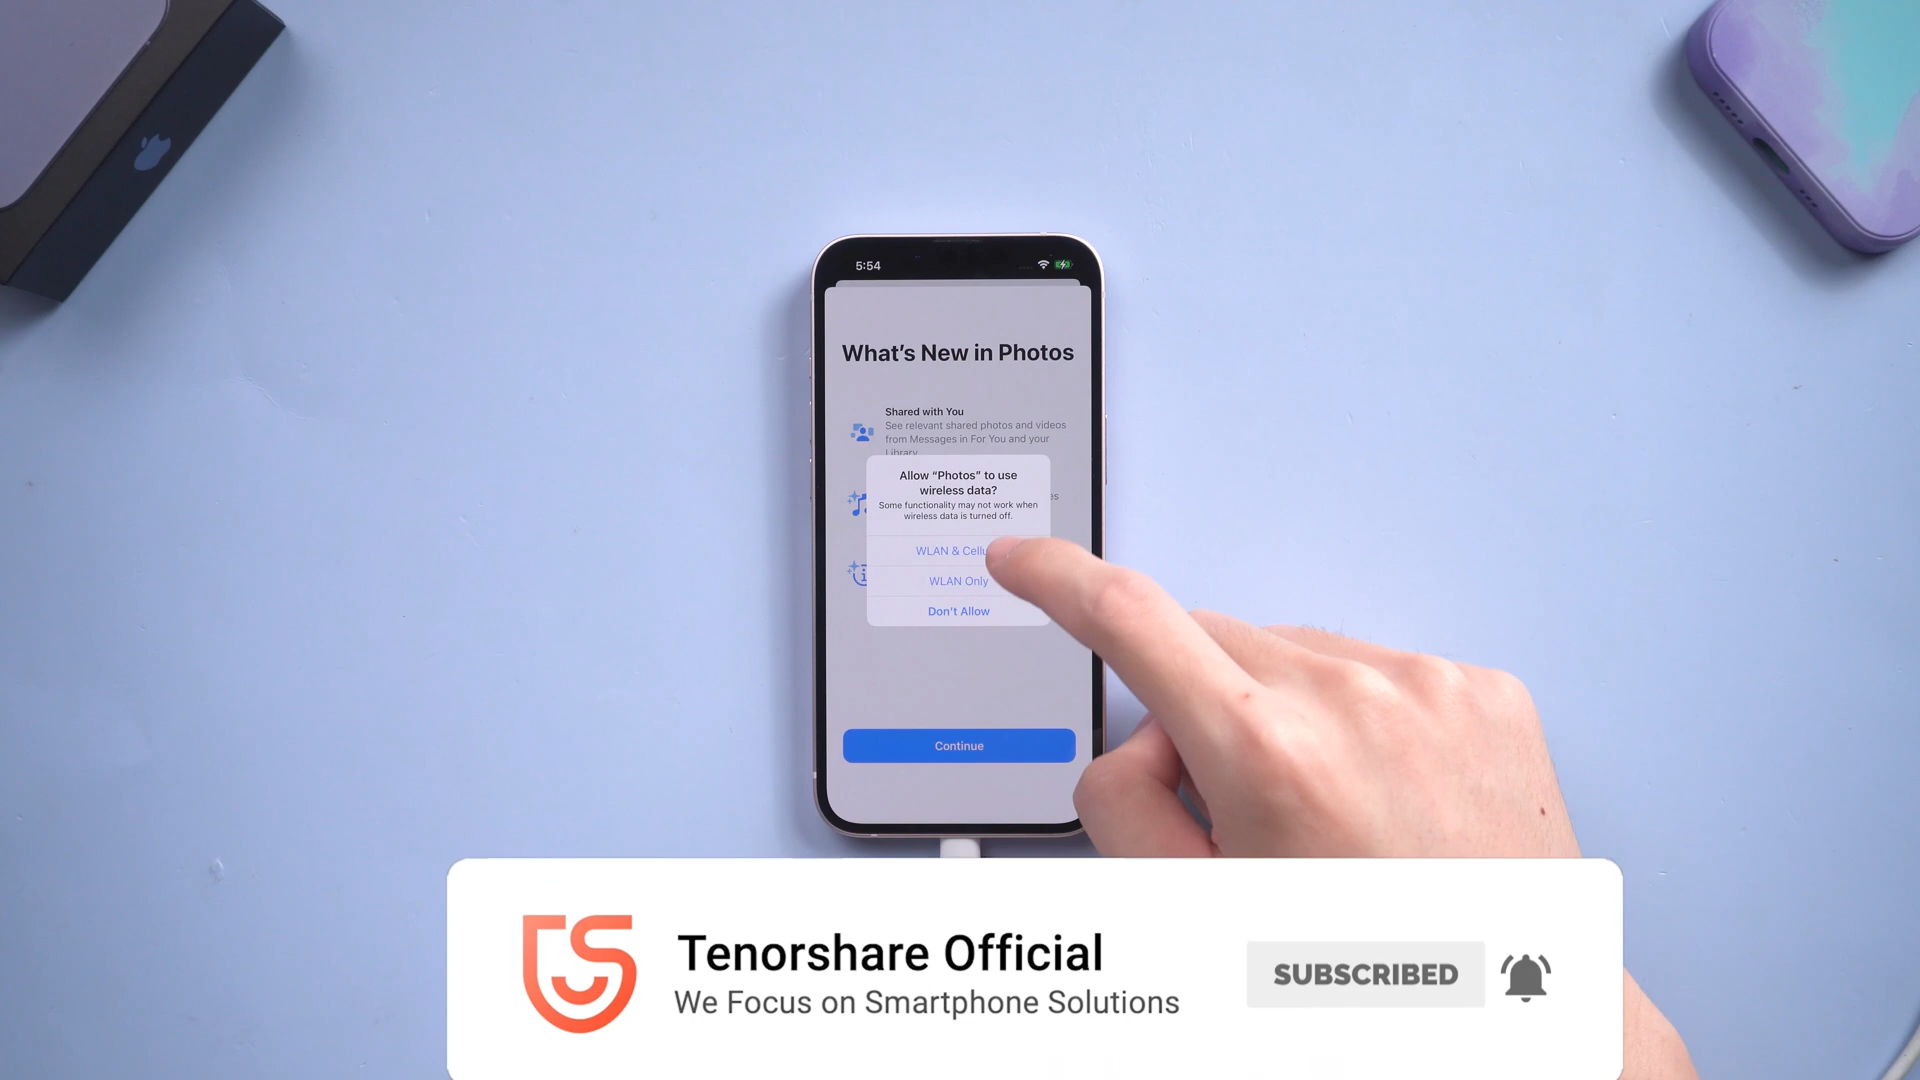 5:54
What's New in Photos
Shared with You
See relevant shared photos and videos
from Messages in For You and your
Library
Allow “Photos” to use
wireless data?
Some functionality may not work when
wireless data is turned off.
WLAN &
WLAN Only
Don't Allow
Continue
Tenorshare Official
We Focus on Smartphone Solutions
SUBSCRIBED